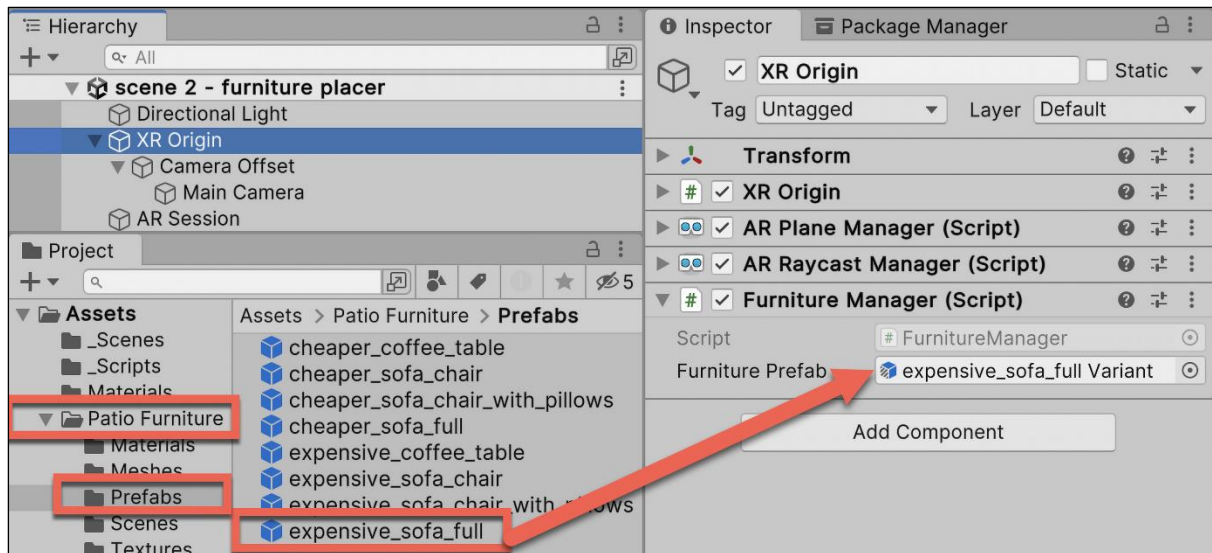 Hierarchy
All
scene 2 - furniture placer
Directional Light
XR Origin
Camera Offset
Main Camera
AR Session
Project
5
Assets
_Scenes
_Scripts
Materials
Patio Furniture
Materials
Meshes
Prefabs
Scenes
Textures
Assets > Patio Furniture > Prefabs
cheaper_coffee_table
cheaper_sofa_chair
cheaper_sofa_chair_with_pillows
cheaper_sofa_full
expensive_coffee_table
expensive_sofa_chair
expensive_sofa_chair_with_pillows
expensive_sofa_full
Inspector
Package Manager
XR Origin
Static
Tag Untagged Layer Default
Transform
# XR Origin
AR Plane Manager (Script)
AR Raycast Manager (Script)
# Furniture Manager (Script)
Script # FurnitureManager
Furniture Prefab expensive_sofa_full Variant
Add Component